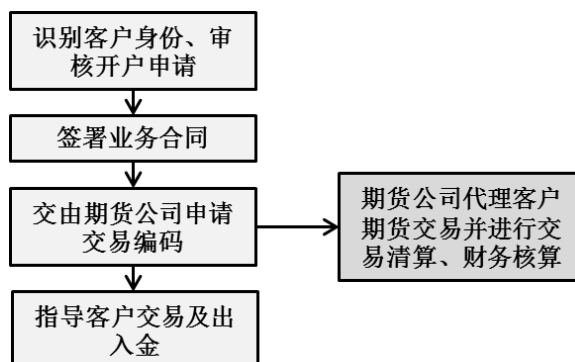 识别客户身份、审
核开户申请
签署业务合同
交由期货公司申请
交易编码
期货公司代理客户
期货交易并进行交
易清算、财务核算
指导客户交易及出
入金